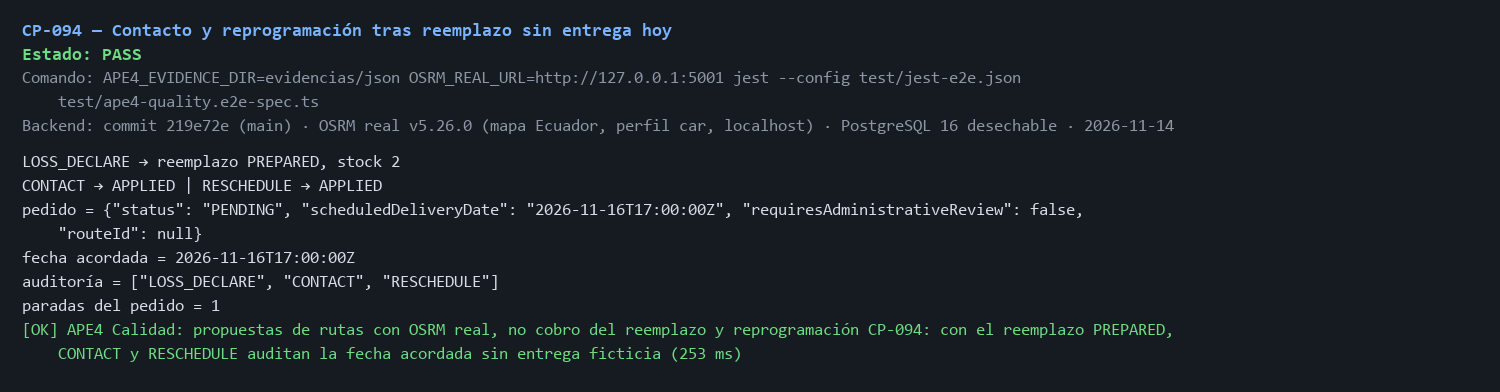 CP-094 — Contacto y reprogramación tras reemplazo sin entrega hoy
Estado: PASS
Comando: APE4_EVIDENCE_DIR=evidencias/json OSRM_REAL_URL=http://127.0.0.1:5001 jest --config test/jest-e2e.json
test/ape4-quality.e2e-spec.ts
Backend: commit 219e72e (main) · OSRM real v5.26.0 (mapa Ecuador, perfil car, localhost) · PostgreSQL 16 desechable · 2026-11-14
LOSS_DECLARE → reemplazo PREPARED, stock 2
CONTACT → APPLIED | RESCHEDULE → APPLIED
pedido = {"status": "PENDING", "scheduledDeliveryDate": "2026-11-16T17:00:00Z", "requiresAdministrativeReview": false,
"routeId": null}
fecha acordada = 2026-11-16T17:00:00Z
auditoría = ["LOSS_DECLARE", "CONTACT", "RESCHEDULE"]
paradas del pedido = 1
[OK] APE4 Calidad: propuestas de rutas con OSRM real, no cobro del reemplazo y reprogramación CP-094: con el reemplazo PREPARED,
CONTACT y RESCHEDULE auditan la fecha acordada sin entrega ficticia (253 ms)